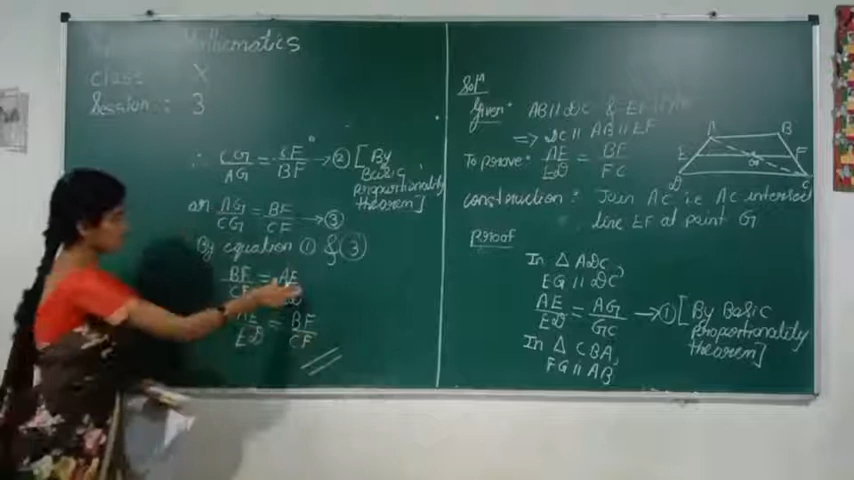 Mathematics
Class X
Session : 3
∴ CG/AG = CF/BF → ② [By
Basic
proportionality
theorem]
or AG/CG = BF/CF → ③
By equation ① & ③
BF/CF = AE/ED
AE/ED = BF/CF
Solⁿ
Given: AB || DC & EF || AB
⇒ DC || AB || EF
To prove: AE/ED = BF/FC
Construction: Join AC i.e AC intersect
line EF at point G
Proof
In △ ADC,
EG || DC
AE/ED = AG/GC → ① [By Basic
proportionality
theorem]
In △ CBA,
FG || AB
A B
E G F
D C